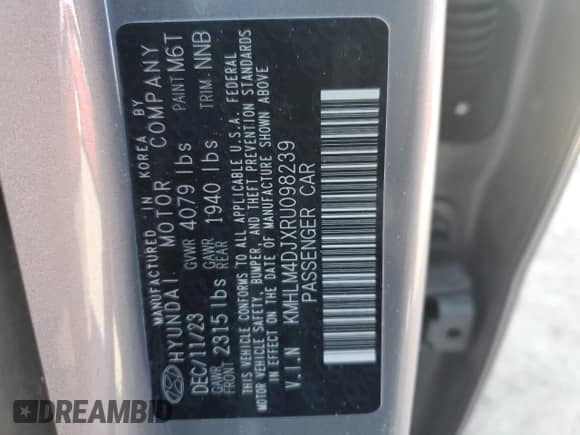 MANUFACTURED IN KOREA BY
HYUNDAI MOTOR COMPANY
DEC/11/23 GVWR 4079 lbs PAINT M6T
GAWR FRONT 2315 lbs GAWR REAR 1940 lbs TRIM NNB
THIS VEHICLE CONFORMS TO ALL APPLICABLE U.S.A. FEDERAL
MOTOR VEHICLE SAFETY, BUMPER, AND THEFT PREVENTION STANDARDS
IN EFFECT ON THE DATE OF MANUFACTURE SHOWN ABOVE
V.I.N KMHLM4DJXRU098239
PASSENGER CAR
DREAMBID